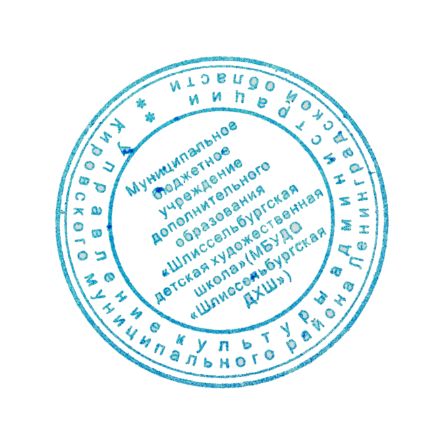 Кировского муниципального района Ленинградской области
* Управление культуры администрации *
Муниципальное
бюджетное
учреждение
дополнительного
образования
«Шлиссельбургская
детская художественная
школа» (МБУДО
«Шлиссельбургская
ДХШ»)